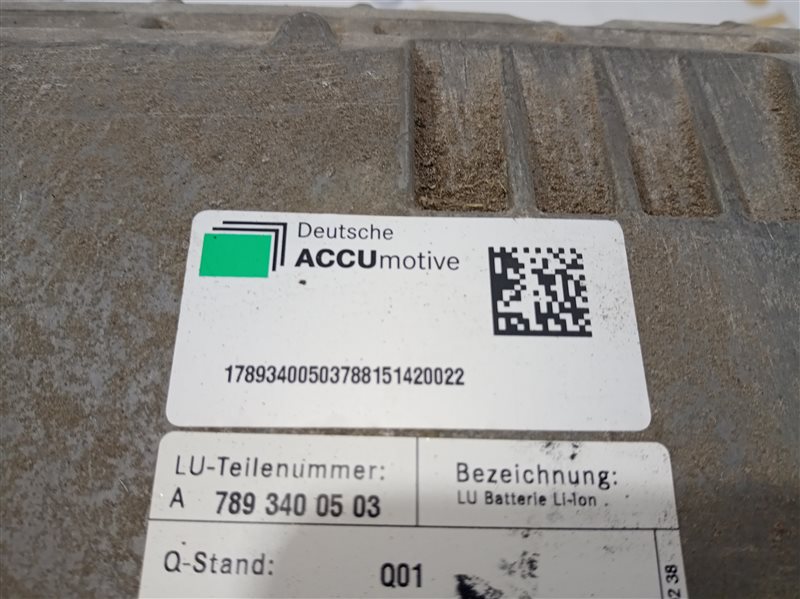 Deutsche
ACCUmotive
17893400503788151420022
LU-Teilenummer:
A 789 340 05 03
Bezeichnung:
LU Batterie Li-Ion
Q-Stand:
Q01
2 38